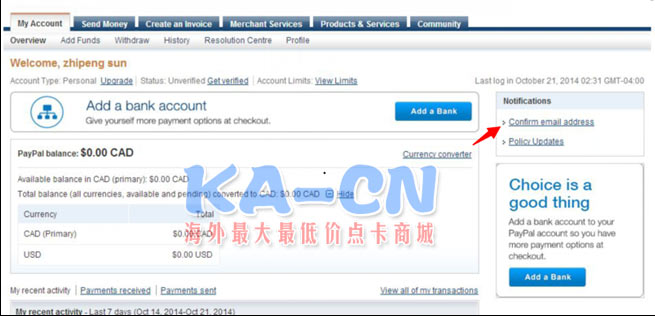 My Account Send Money Create an Invoice Merchant Services Products & Services Community
Overview Add Funds Withdraw History Resolution Centre Profile
Welcome, zhipeng sun
Account Type: Personal Upgrade | Status: Unverified Get verified | Account Limits: View Limits
Last log in October 21, 2014 02:31 GMT-04:00
Add a bank account
Give yourself more payment options at checkout.
Add a Bank
PayPal balance: $0.00 CAD
Currency converter
Available balance in CAD (primary): $0.00 CAD
Total balance (all currencies, available and pending) converted to CAD: $0.00 CAD Hide
Currency Total
CAD (Primary) $0.00 CAD
USD $0.00 USD
KA-CN
海外最大最低价点卡商城
My recent activity | Payments received | Payments sent
View all of my transactions
My recent activity - Last 7 days (Oct 14, 2014-Oct 21, 2014)
Notifications
Confirm email address
Policy Updates
Choice is a
good thing
Add a bank account to your
PayPal account so you have
more payment options at
checkout.
Add a Bank